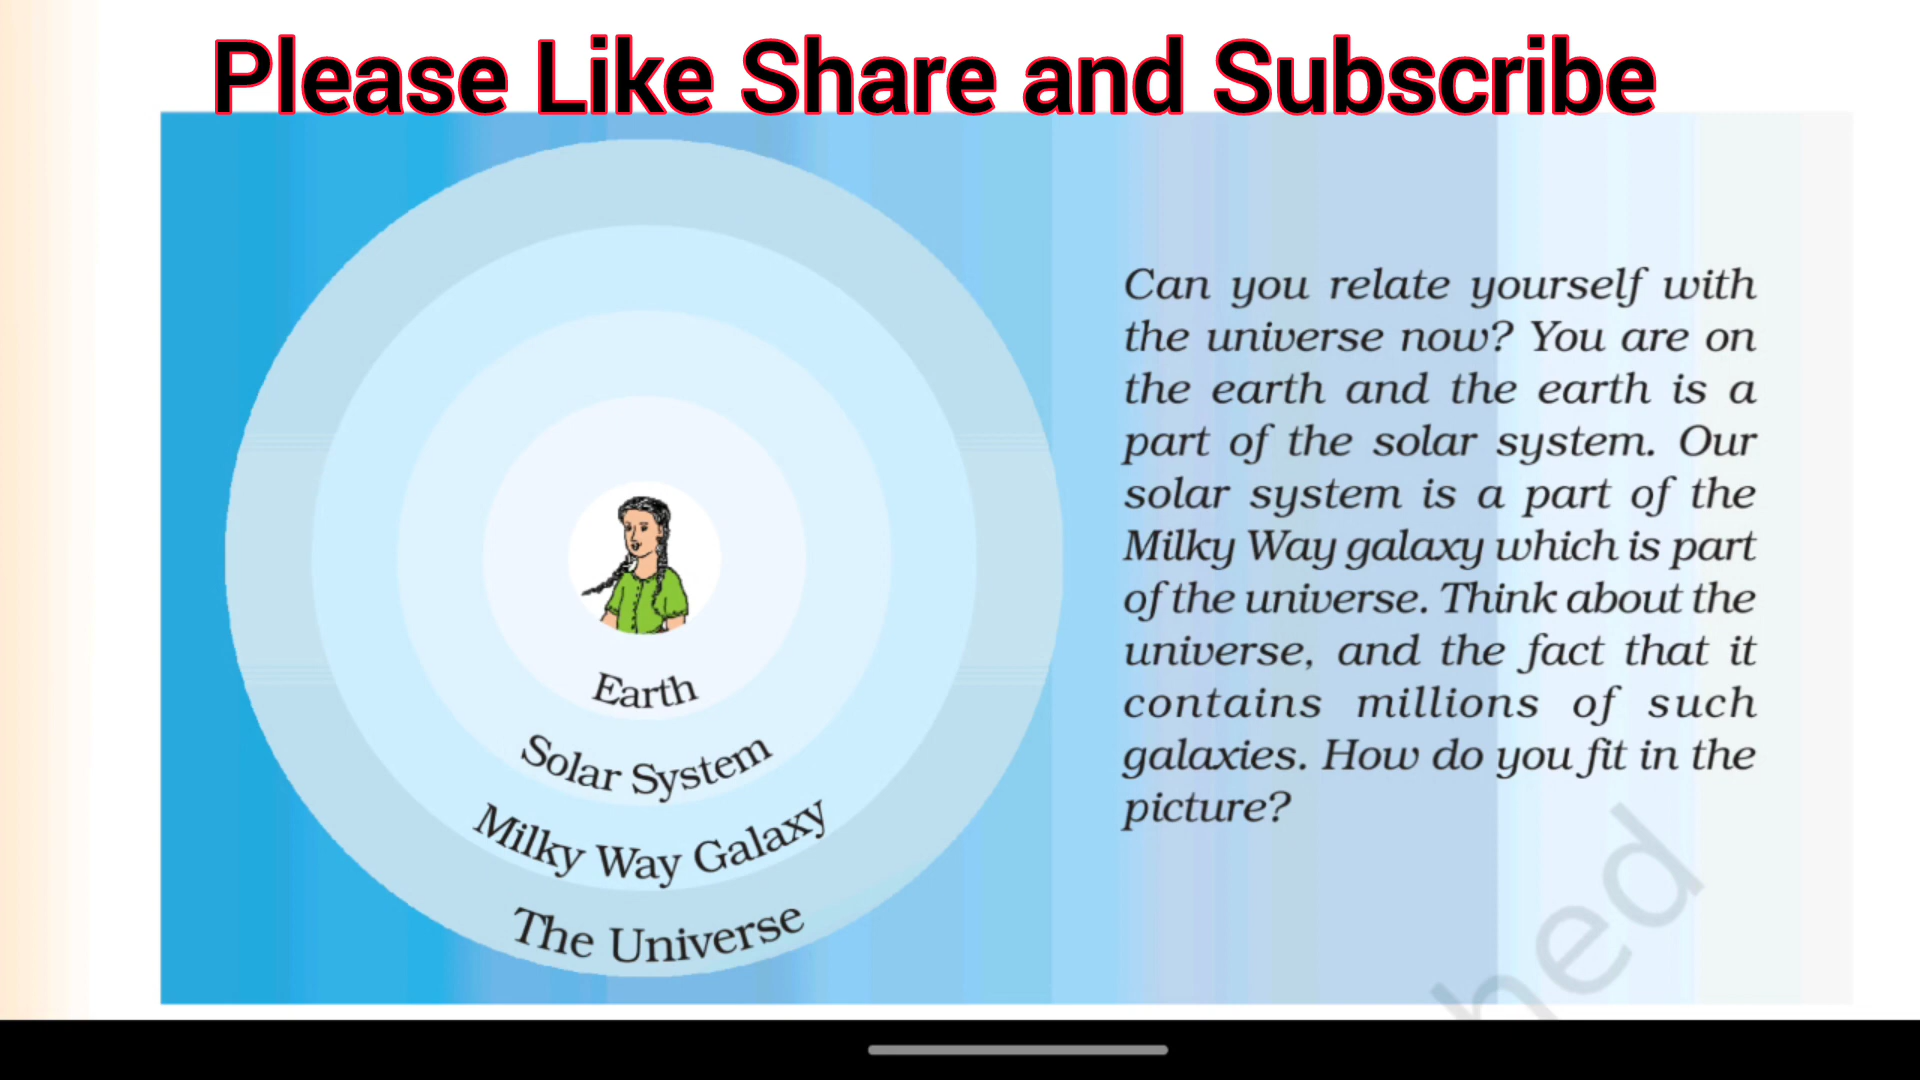 Please Like Share and Subscribe
Earth
Solar System
Milky Way Galaxy
The Universe
Can you relate yourself with
the universe now? You are on
the earth and the earth is a
part of the solar system. Our
solar system is a part of the
Milky Way galaxy which is part
of the universe. Think about the
universe, and the fact that it
contains millions of such
galaxies. How do you fit in the
picture?
hed